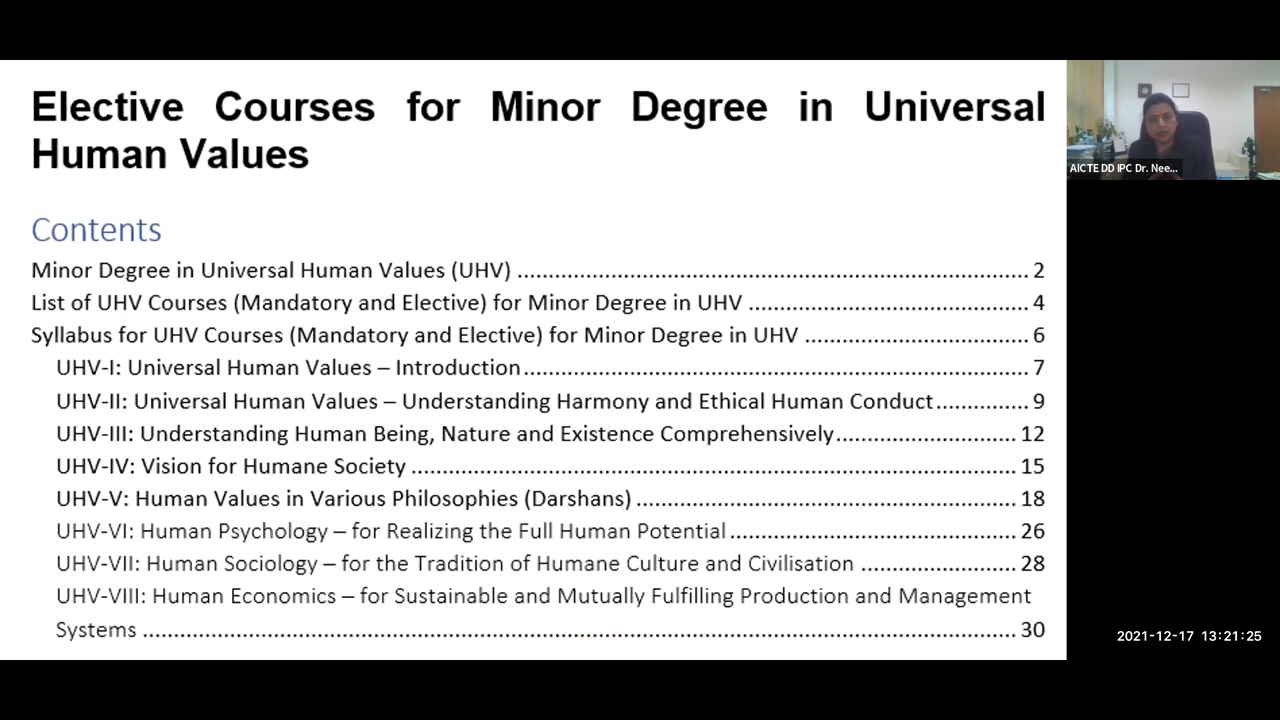 Elective Courses for Minor Degree in Universal
Human Values
Contents
Minor Degree in Universal Human Values (UHV) ........................................................................ 2
List of UHV Courses (Mandatory and Elective) for Minor Degree in UHV ....................................... 4
Syllabus for UHV Courses (Mandatory and Elective) for Minor Degree in UHV ............................... 6
UHV-I: Universal Human Values – Introduction ...................................................................... 7
UHV-II: Universal Human Values – Understanding Harmony and Ethical Human Conduct ............ 9
UHV-III: Understanding Human Being, Nature and Existence Comprehensively ......................... 12
UHV-IV: Vision for Humane Society ..................................................................................... 15
UHV-V: Human Values in Various Philosophies (Darshans) ..................................................... 18
UHV-VI: Human Psychology – for Realizing the Full Human Potential ........................................ 26
UHV-VII: Human Sociology – for the Tradition of Humane Culture and Civilisation ...................... 28
UHV-VIII: Human Economics – for Sustainable and Mutually Fulfilling Production and Management
Systems ............................................................................................................................ 30
AICTE DD IPC Dr. Nee...
2021-12-17 13:21:25